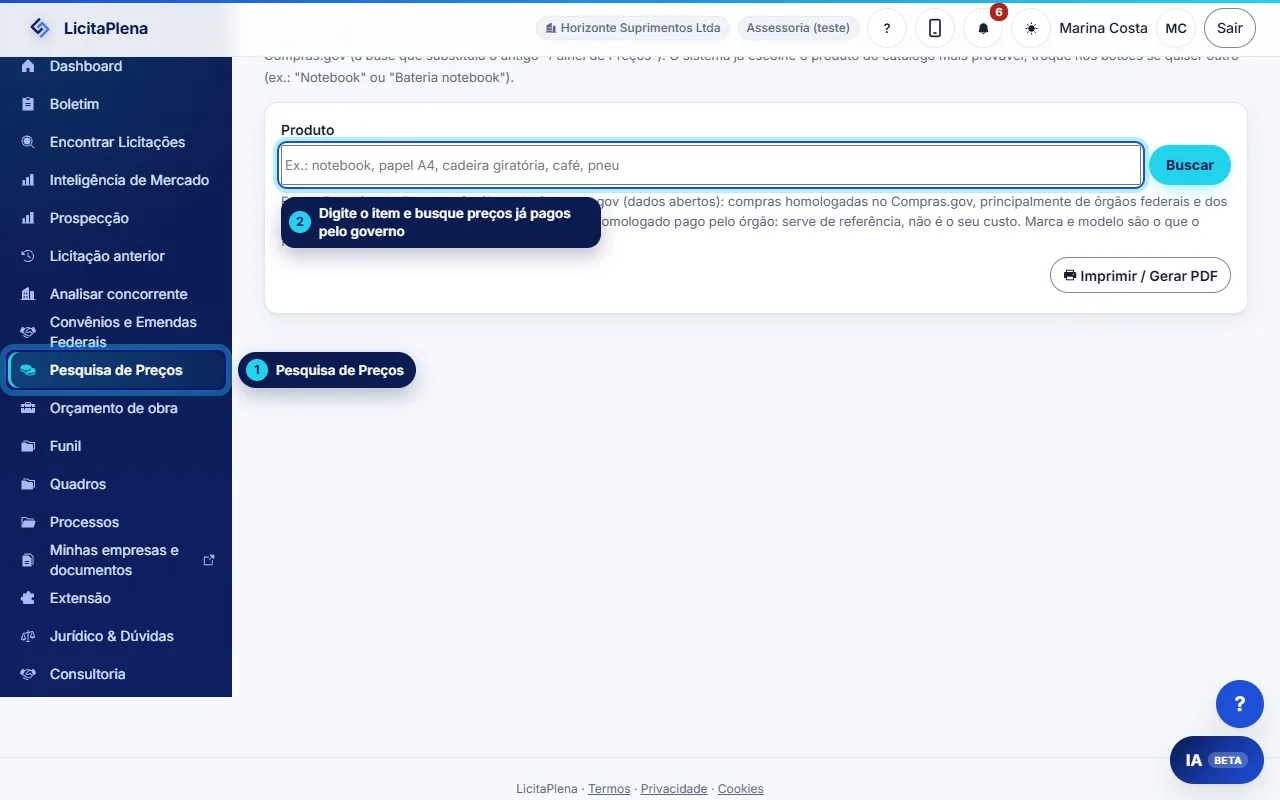 LicitaPlena
Horizonte Suprimentos Ltda
Assessoria (teste)
?
6
Marina Costa
MC
Sair
Dashboard
Boletim
Encontrar Licitações
Inteligência de Mercado
Prospecção
Licitação anterior
Analisar concorrente
Convênios e Emendas
Federais
Pesquisa de Preços
Orçamento de obra
Funil
Quadros
Processos
Minhas empresas e
documentos
Extensão
Jurídico & Dúvidas
Consultoria
Compras.gov (a base que substituiu o antigo "Painel de Preços"). O sistema já escolhe o produto do catálogo mais provável; troque nos botões se quiser outro
(ex.: "Notebook" ou "Bateria notebook").
Produto
Ex.: notebook, papel A4, cadeira giratória, café, pneu
Buscar
gov (dados abertos): compras homologadas no Compras.gov, principalmente de órgãos federais e dos
omologado pago pelo órgão: serve de referência, não é o seu custo. Marca e modelo são o que o
2 Digite o item e busque preços já pagos
pelo governo
Imprimir / Gerar PDF
1 Pesquisa de Preços
?
IA BETA
LicitaPlena · Termos · Privacidade · Cookies